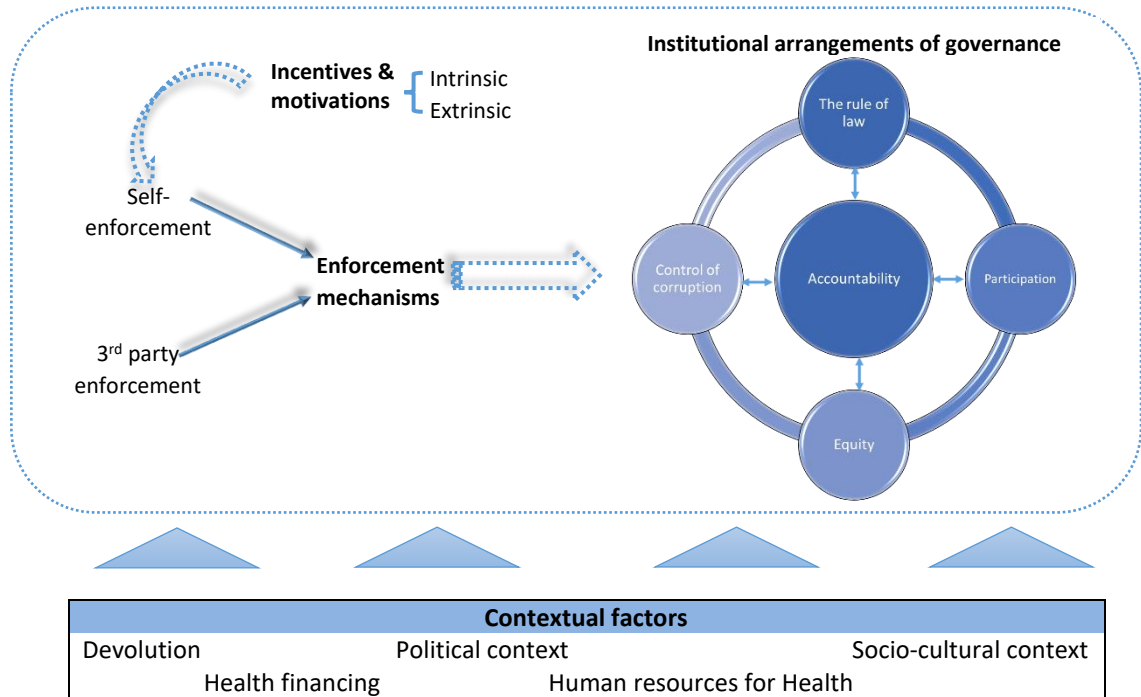 Institutional arrangements of governance
Incentives &
motivations
Intrinsic
Extrinsic
The rule of
law
Self-
enforcement
Enforcement
mechanisms
Control of
corruption
Accountability
Participation
3rd party
enforcement
Equity
Contextual factors
Devolution Political context Socio-cultural context
Health financing Human resources for Health